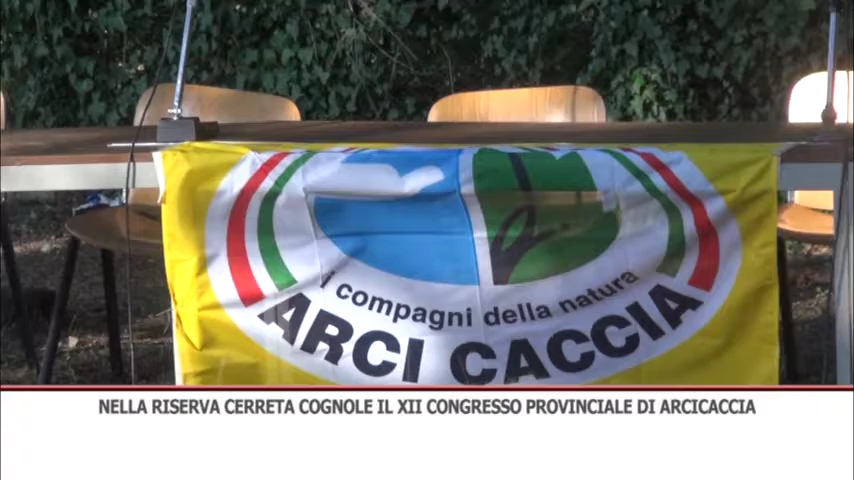 i compagni della natura
ARCI CACCIA
NELLA RISERVA CERRETA COGNOLE IL XII CONGRESSO PROVINCIALE DI ARCICACCIA